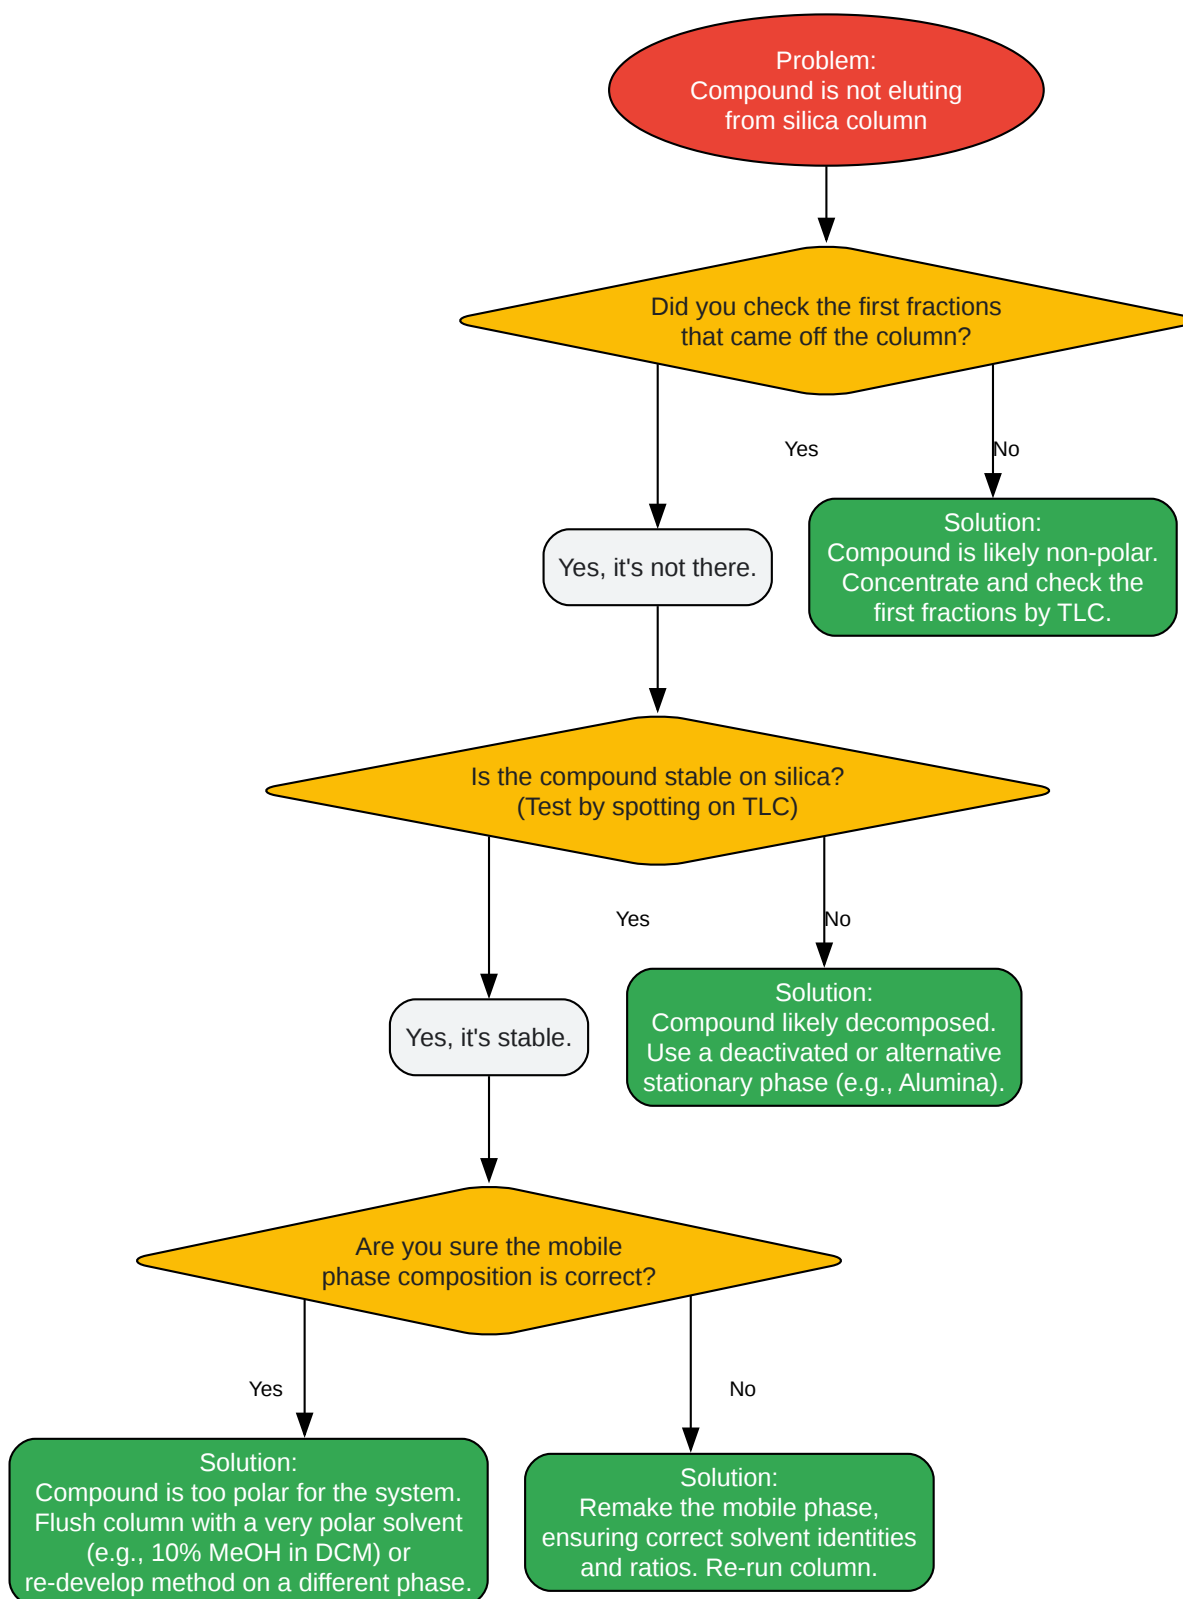 Problem:
Compound is not eluting
from silica column
Did you check the first fractions
that came off the column?
Yes
No
Yes, it's not there.
Solution:
Compound is likely non-polar.
Concentrate and check the
first fractions by TLC.
Is the compound stable on silica?
(Test by spotting on TLC)
Yes
No
Yes, it's stable.
Solution:
Compound likely decomposed.
Use a deactivated or alternative
stationary phase (e.g., Alumina).
Are you sure the mobile
phase composition is correct?
Yes
No
Solution:
Compound is too polar for the system.
Flush column with a very polar solvent
(e.g., 10% MeOH in DCM) or
re-develop method on a different phase.
Solution:
Remake the mobile phase,
ensuring correct solvent identities
and ratios. Re-run column.